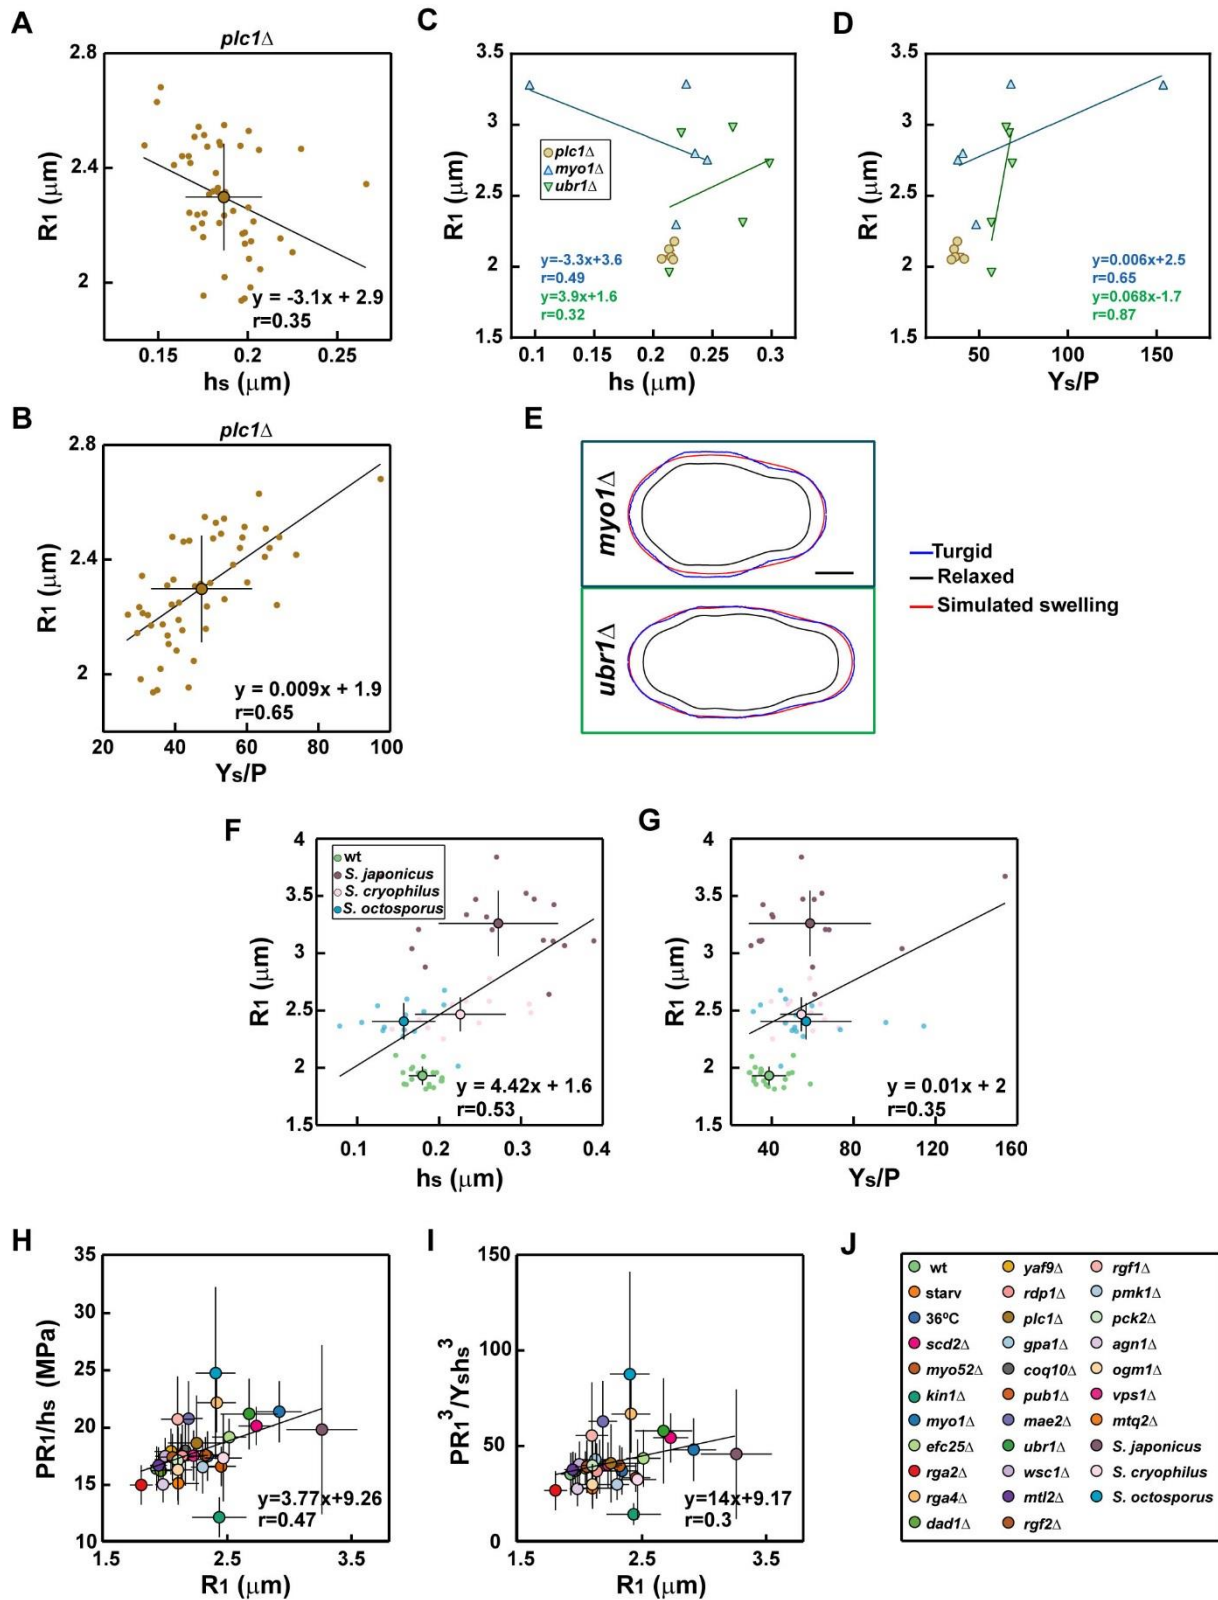 A
plc1Δ
2.8
2.4
2
R1 (μm)
0.15
0.2
0.25
hs (μm)
y = -3.1x + 2.9
r=0.35
C
3.5
3
2.5
2
1.5
R1 (μm)
plc1Δ
myo1Δ
ubr1Δ
y=-3.3x+3.6
r=0.49
y=3.9x+1.6
r=0.32
0.1
0.15
0.2
0.25
0.3
hs (μm)
D
3.5
3
2.5
2
1.5
R1 (μm)
y=0.006x+2.5
r=0.65
y=0.068x-1.7
r=0.87
50
100
150
Ys/P
B
plc1Δ
2.8
2.4
2
R1 (μm)
y = 0.009x + 1.9
r=0.65
20
40
60
80
100
Ys/P
E
myo1Δ
ubr1Δ
Turgid
Relaxed
Simulated swelling
F
4
3.5
3
2.5
2
1.5
R1 (μm)
wt
S. japonicus
S. cryophilus
S. octosporus
y = 4.42x + 1.6
r=0.53
0.1
0.2
0.3
0.4
hs (μm)
G
4
3.5
3
2.5
2
1.5
R1 (μm)
y = 0.01x + 2
r=0.35
40
80
120
160
Ys/P
H
35
30
25
20
15
10
PR1/hs (MPa)
y=3.77x+9.26
r=0.47
1.5
2.5
3.5
R1 (μm)
I
150
100
50
0
PR1³/Yshs³
y=14x+9.17
r=0.3
1.5
2.5
3.5
R1 (μm)
J
wt
starv
36ºC
scd2Δ
myo52Δ
kin1Δ
myo1Δ
efc25Δ
rga2Δ
rga4Δ
dad1Δ
yaf9Δ
rdp1Δ
plc1Δ
gpa1Δ
coq10Δ
pub1Δ
mae2Δ
ubr1Δ
wsc1Δ
mtl2Δ
rgf2Δ
rgf1Δ
pmk1Δ
pck2Δ
agn1Δ
ogm1Δ
vps1Δ
mtq2Δ
S. japonicus
S. cryophilus
S. octosporus